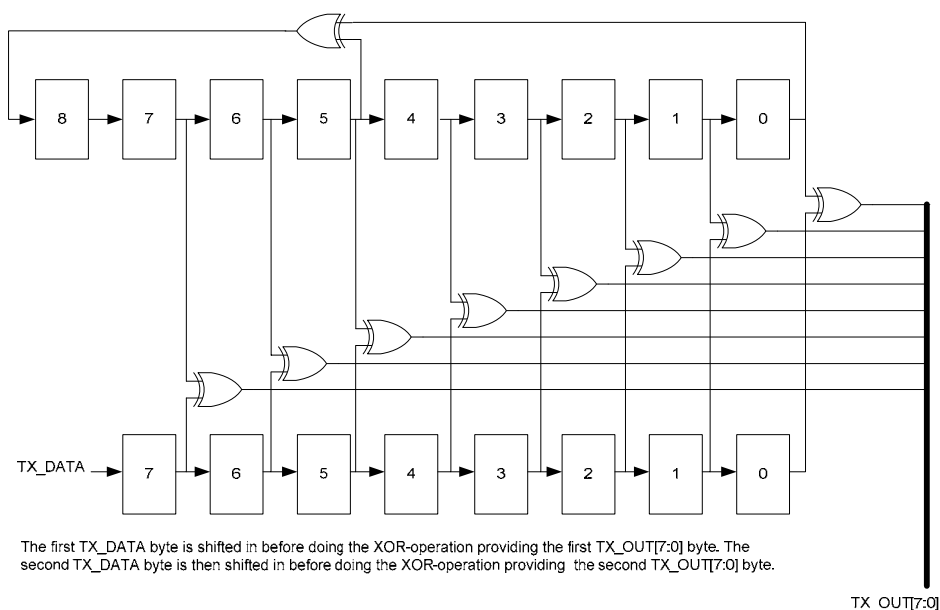 8 7 6 5 4 3 2 1 0
TX_DATA 7 6 5 4 3 2 1 0
The first TX_DATA byte is shifted in before doing the XOR-operation providing the first TX_OUT[7:0] byte. The
second TX_DATA byte is then shifted in before doing the XOR-operation providing the second TX_OUT[7:0] byte.
TX_OUT[7:0]